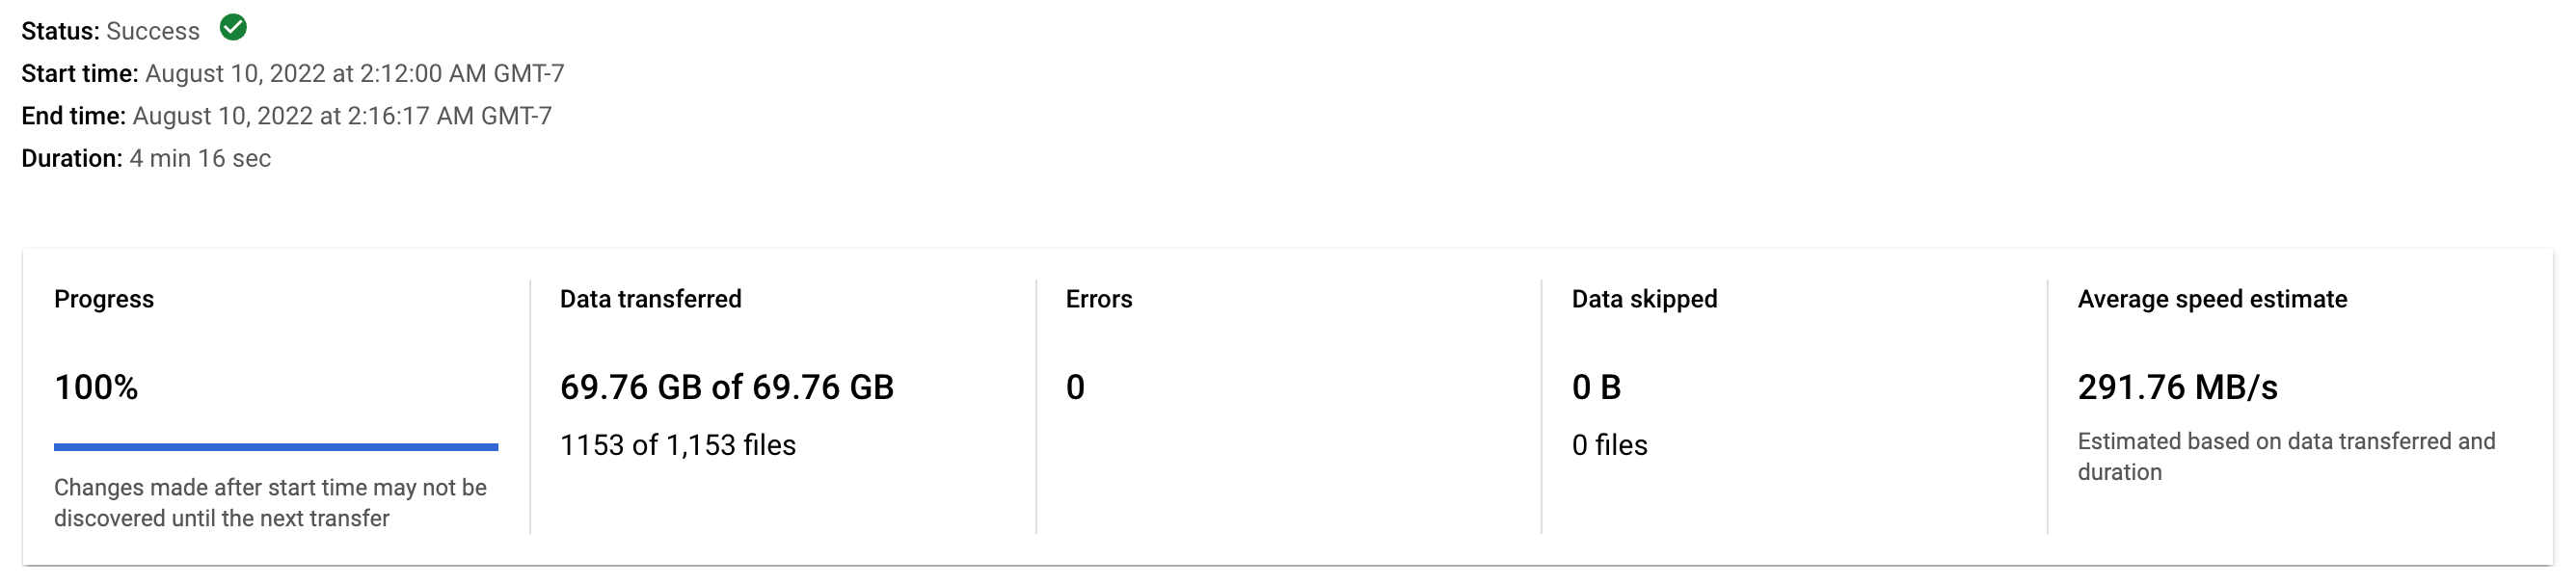 Status: Success
Start time: August 10, 2022 at 2:12:00 AM GMT-7
End time: August 10, 2022 at 2:16:17 AM GMT-7
Duration: 4 min 16 sec
Progress
100%
Changes made after start time may not be
discovered until the next transfer
Data transferred
69.76 GB of 69.76 GB
1153 of 1,153 files
Errors
0
Data skipped
0 B
0 files
Average speed estimate
291.76 MB/s
Estimated based on data transferred and
duration